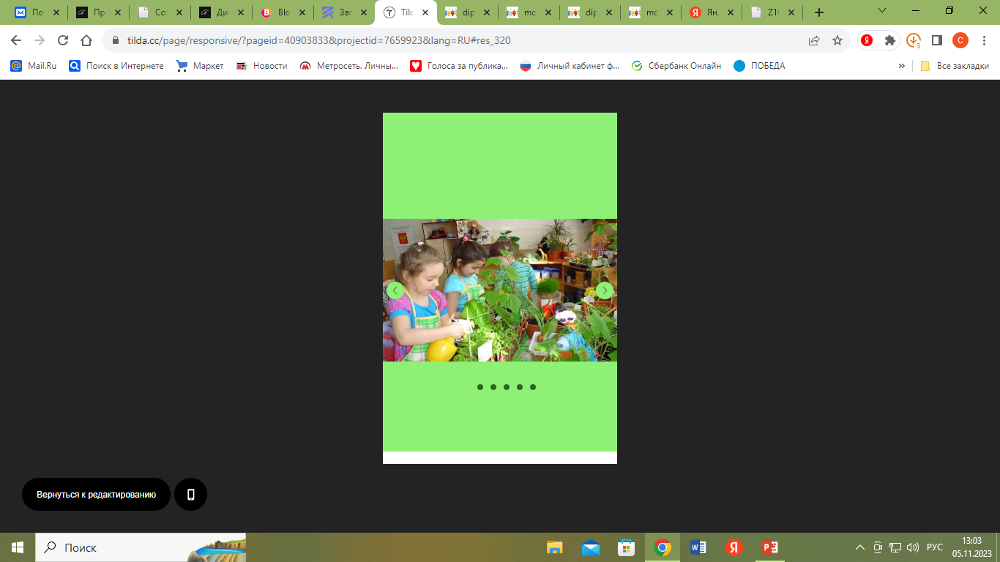 По
Пр
Со
Ди
Blo
Заг
Tilc
dip
mc
dip
mc
Ян
Z1
tilda.cc/page/responsive/?pageid=40903833&projectid=7659923&lang=RU#res_320
3
C
Mail.Ru
Поиск в Интернете
Маркет
Новости
Метросеть. Личны...
Голоса за публика...
Личный кабинет ф...
Сбербанк Онлайн
ПОБЕДА
»
Все закладки
Вернуться к редактированию
Поиск
РУС
13:03
05.11.2023